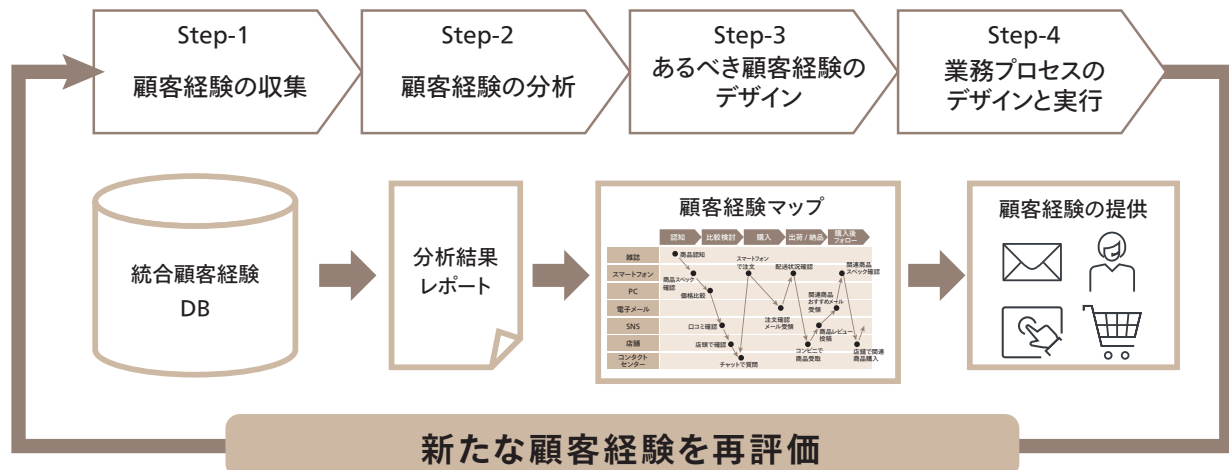 Step-1
顧客経験の収集
Step-2
顧客経験の分析
Step-3
あるべき顧客経験の
デザイン
Step-4
業務プロセスの
デザインと実行
統合顧客経験
DB
分析結果
レポート
顧客経験マップ
認知
比較検討
購入
出荷 / 納品
購入後
フォロー
雑誌
スマートフォン
PC
電子メール
SNS
店舗
コンタクト
センター
商品認知
商品スペック
確認
価格比較
口コミ確認
店頭で確認
チャットで質問
スマートフォン
で注文
注文確認
メール受領
配送状況確認
コンビニで
商品受取
商品レビュー
投稿
関連商品
おすすめメール
受領
関連商品
スペック確認
店舗で関連
商品購入
顧客経験の提供
新たな顧客経験を再評価